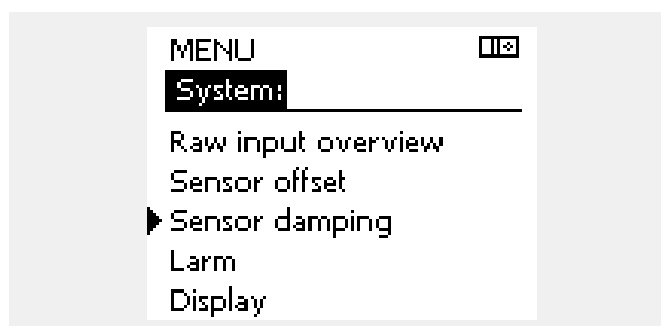 MENU
System:
Raw input overview
Sensor offset
Sensor damping
Larm
Display